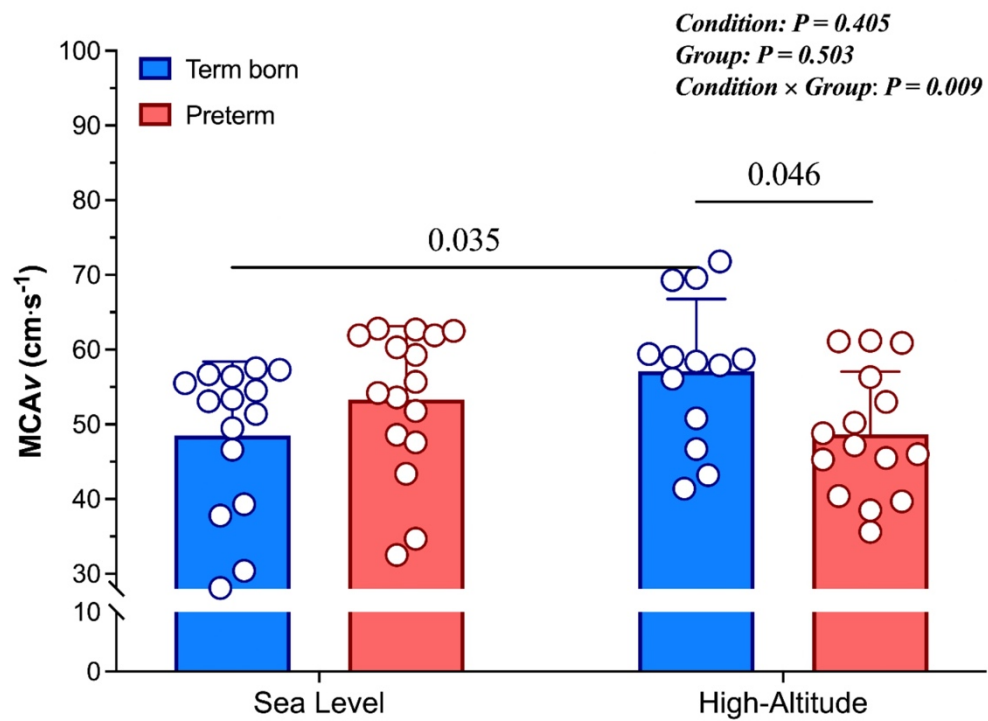 Condition: P = 0.405
Group: P = 0.503
Condition × Group: P = 0.009
Term born
Preterm
0.046
0.035
MCAv (cm·s⁻¹)
100
90
80
70
60
50
40
30
10
0
Sea Level
High-Altitude